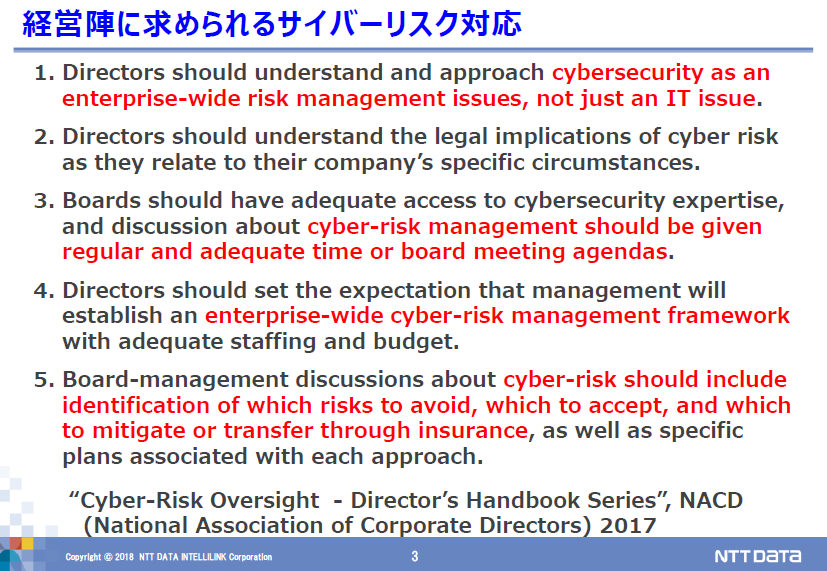 経営陣に求められるサイバーリスク対応
1. Directors should understand and approach cybersecurity as an
enterprise-wide risk management issues, not just an IT issue.
2. Directors should understand the legal implications of cyber risk
as they relate to their company's specific circumstances.
3. Boards should have adequate access to cybersecurity expertise,
and discussion about cyber-risk management should be given
regular and adequate time or board meeting agendas.
4. Directors should set the expectation that management will
establish an enterprise-wide cyber-risk management framework
with adequate staffing and budget.
5. Board-management discussions about cyber-risk should include
identification of which risks to avoid, which to accept, and which
to mitigate or transfer through insurance, as well as specific
plans associated with each approach.
“Cyber-Risk Oversight - Director's Handbook Series”, NACD
(National Association of Corporate Directors) 2017
Copyright © 2018 NTT DATA INTELLILINK Corporation
3
NTT DATA